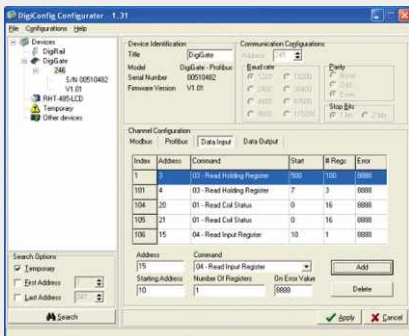 DigiConfig Configurator - 1.31
File Configurations Help
Devices
DigiRail
DigiGate
246
S/N 00510482
V1.01
RHT-485-LCD
Temporary
Other devices
Search Options
Temporary
First Address 1
Last Address 247
Search
Device Identification
Title DigiGate
Model DigiGate - Profibus
Serial Number 00510482
Firmware Version V1.01
Communication Configurations
Address 246
Baud rate
1200 19200
2400 38400
4800 57600
9600 115200
Parity
None
Odd
Even
Stop Bits
1 bit 2 bits
Channel Configuration
Modbus Profibus Data Input Data Output
Index Address Command Start # Regs Error
1 3 03 - Read Holding Register 500 100 8888
101 4 03 - Read Holding Register 7 3 8888
104 20 01 - Read Coil Status 0 16 8888
105 21 01 - Read Coil Status 0 16 8888
106 15 04 - Read Input Register 10 1 8888
Address Command
15 04 - Read Input Register Add
Starting Address Number Of Registers On Error Value
10 1 8888 Delete
Apply Cancel